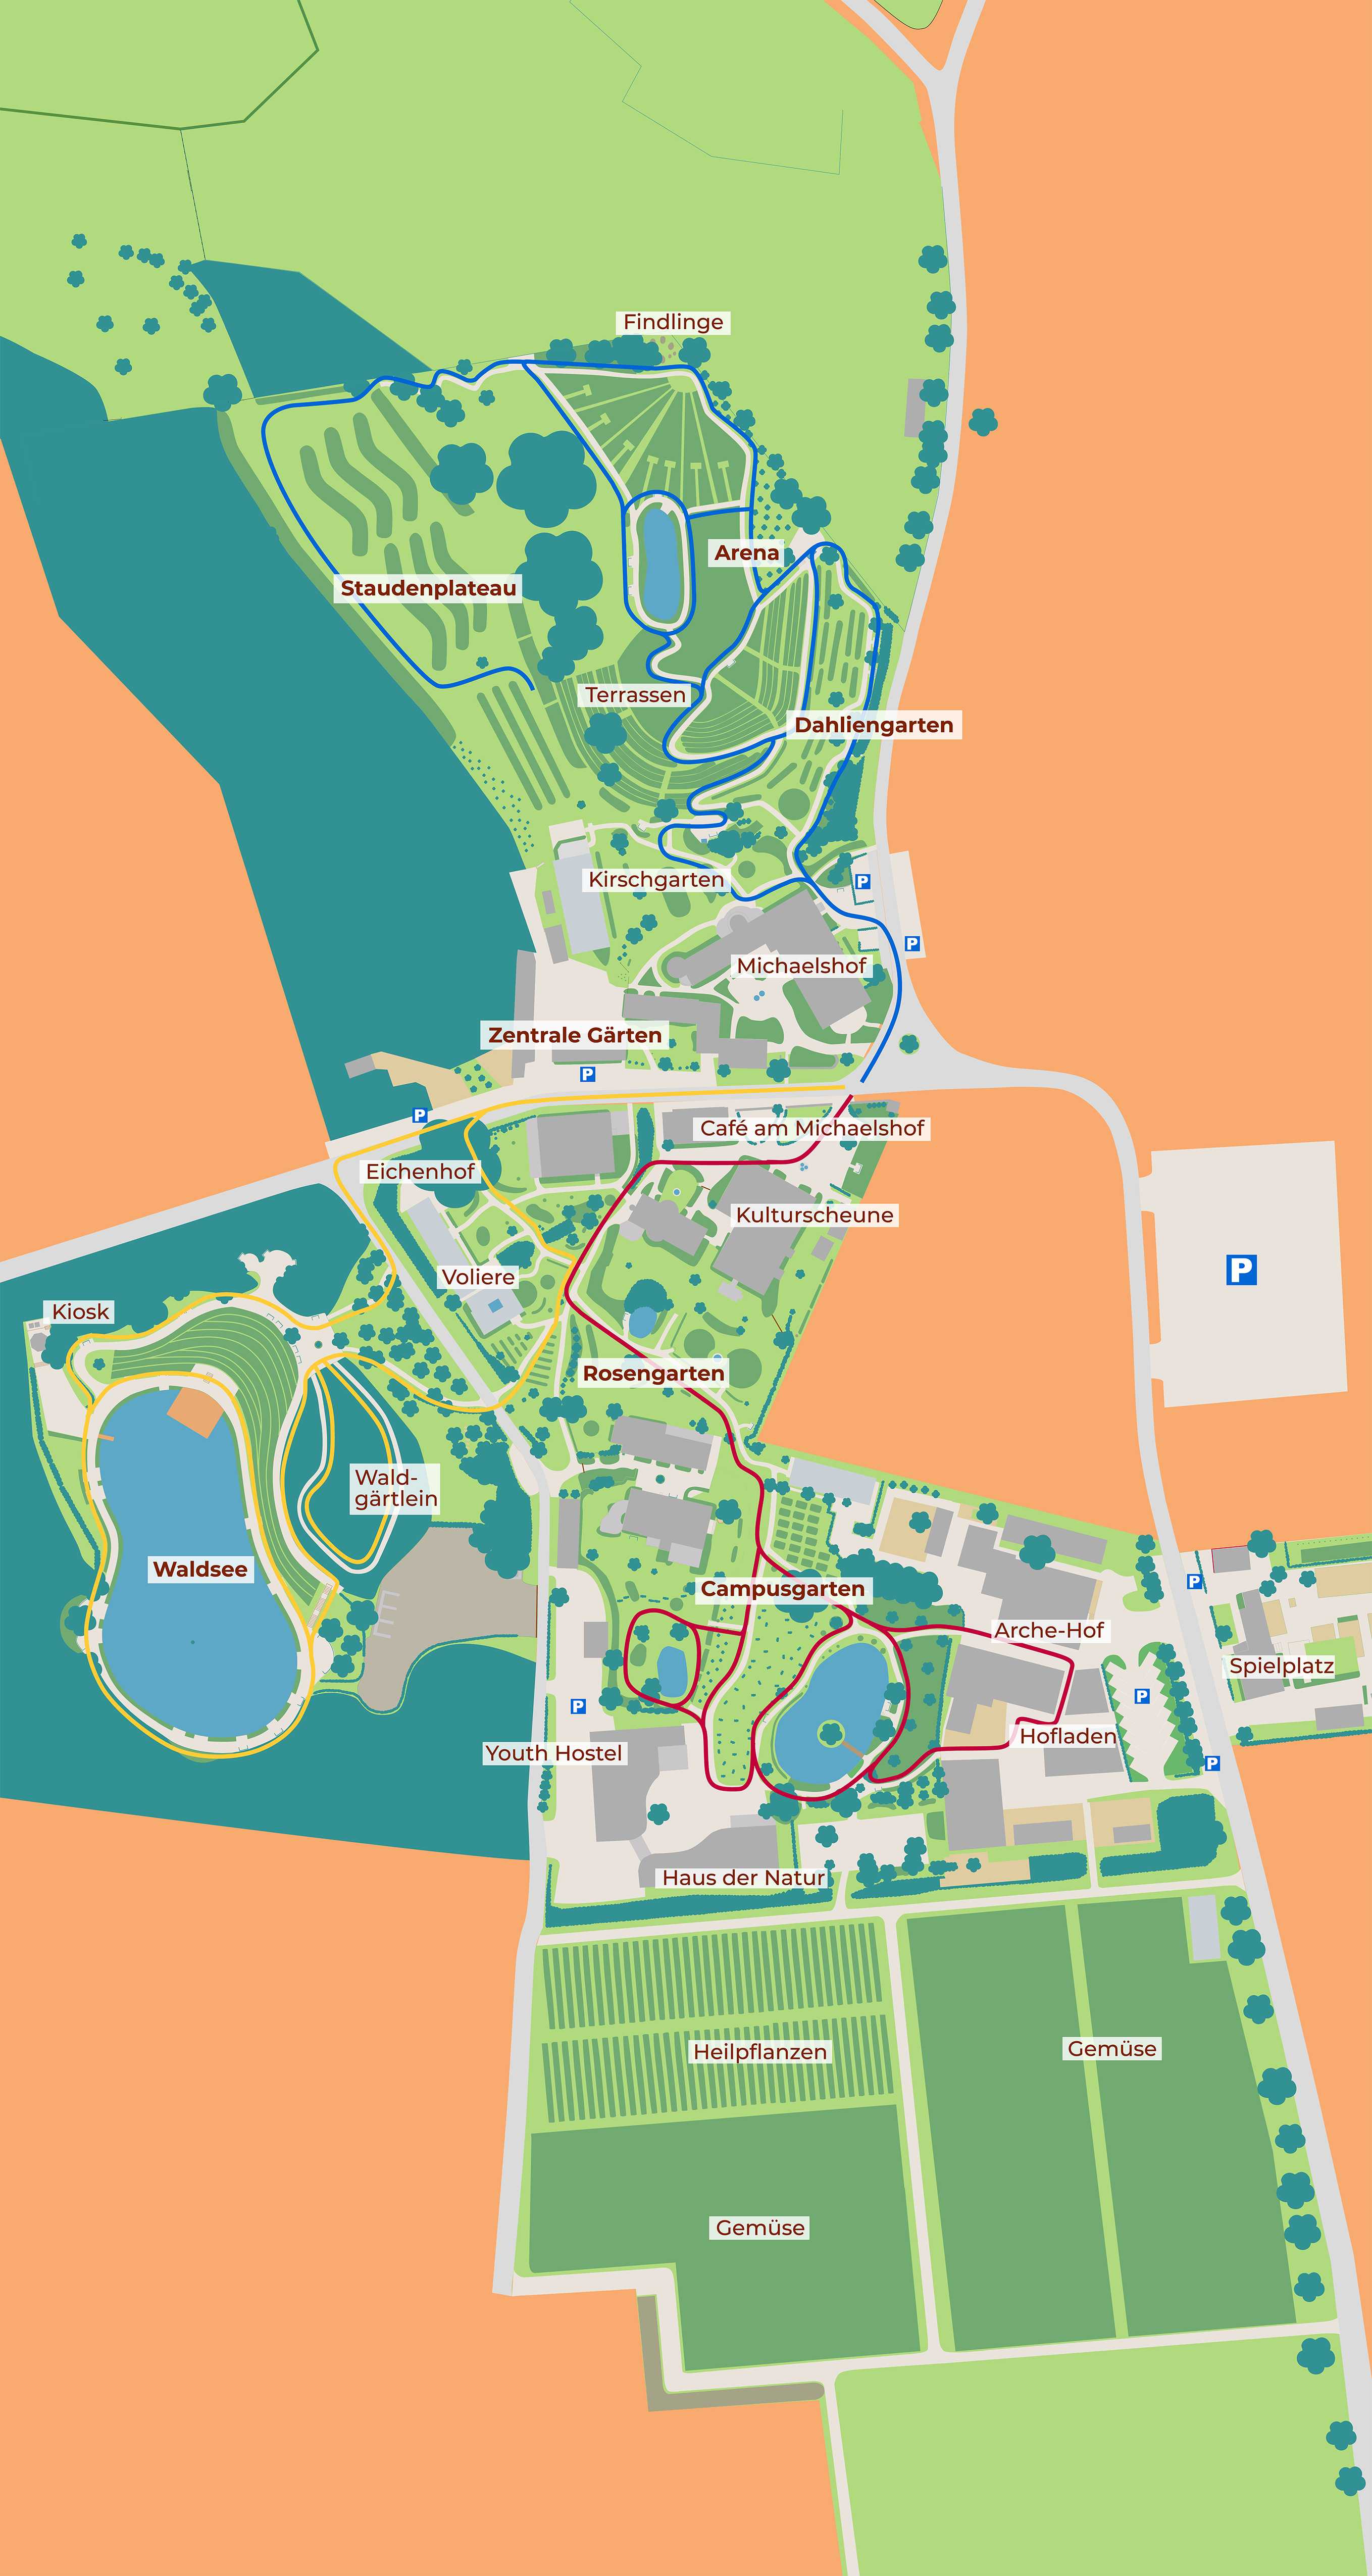 Findlinge
Arena
Staudenplateau
Terrassen
Dahliengarten
Kirschgarten
P
P
Michaelshof
Zentrale Gärten
P
P
Café am Michaelshof
Eichenhof
Kulturscheune
P
Voliere
Kiosk
Rosengarten
Wald-
gärtlein
Waldsee
P
Campusgarten
Arche-Hof
Spielplatz
P
P
Hofladen
Youth Hostel
P
Haus der Natur
Heilpflanzen
Gemüse
Gemüse